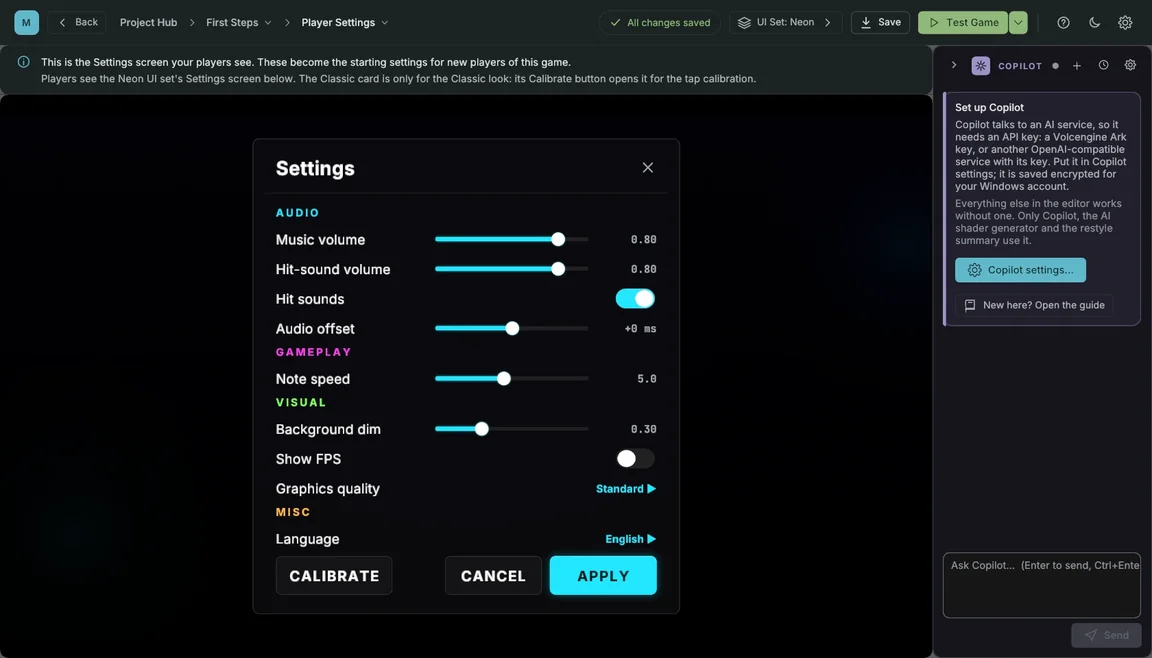 M
Back
Project Hub
First Steps
Player Settings
All changes saved
UI Set: Neon
Save
Test Game
This is the Settings screen your players see. These become the starting settings for new players of this game.
Players see the Neon UI set's Settings screen below. The Classic card is only for the Classic look: its Calibrate button opens it for the tap calibration.
Settings
AUDIO
Music volume 0.80
Hit-sound volume 0.80
Hit sounds
Audio offset +0 ms
GAMEPLAY
Note speed 5.0
VISUAL
Background dim 0.30
Show FPS
Graphics quality Standard
MISC
Language English
CALIBRATE
CANCEL
APPLY
COPILOT
Set up Copilot
Copilot talks to an AI service, so it
needs an API key: a Volcengine Ark
key, or another OpenAI-compatible
service with its key. Put it in Copilot
settings; it is saved encrypted for
your Windows account.
Everything else in the editor works
without one. Only Copilot, the AI
shader generator and the restyle
summary use it.
Copilot settings...
New here? Open the guide
Ask Copilot... (Enter to send, Ctrl+Ente
Send